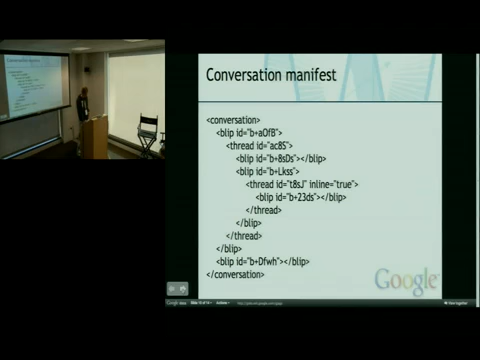 Conversation manifest
<conversation>
<blip id="b+aOfB">
<thread id="ac8S">
<blip id="b+8sDs"></blip>
<blip id="b+Lkss">
<thread id="t8sJ" inline="true">
<blip id="b+23ds"></blip>
</thread>
</blip>
</thread>
</blip>
<blip id="b+Dfwh"></blip>
</conversation>
Google